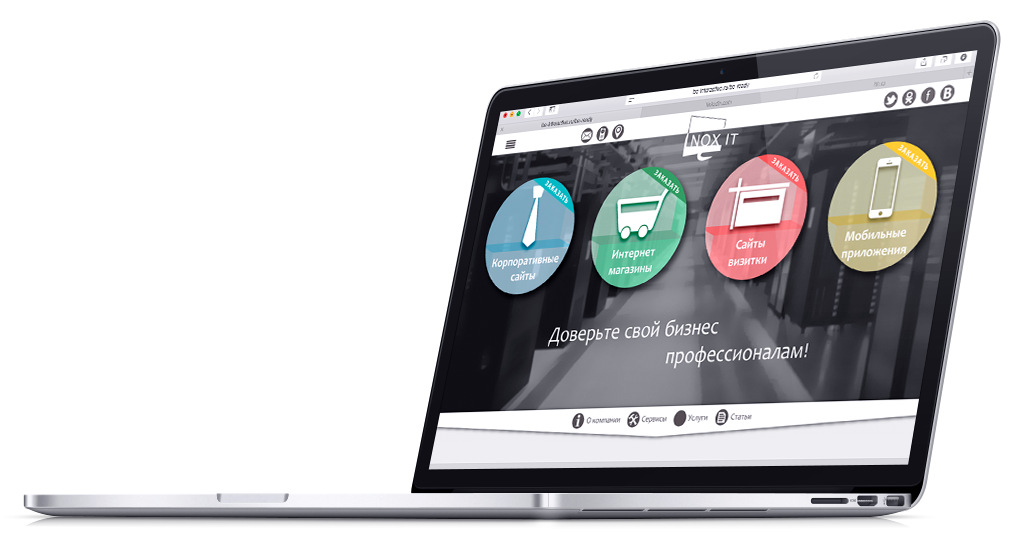 NOX IT
ЗАКАЗАТЬ
Корпоративные
сайты
ЗАКАЗАТЬ
Интернет
магазины
ЗАКАЗАТЬ
Сайты
визитки
ЗАКАЗАТЬ
Мобильные
приложения
Доверьте свой бизнес
профессионалам!
О компании
Сервисы
Услуги
Статьи